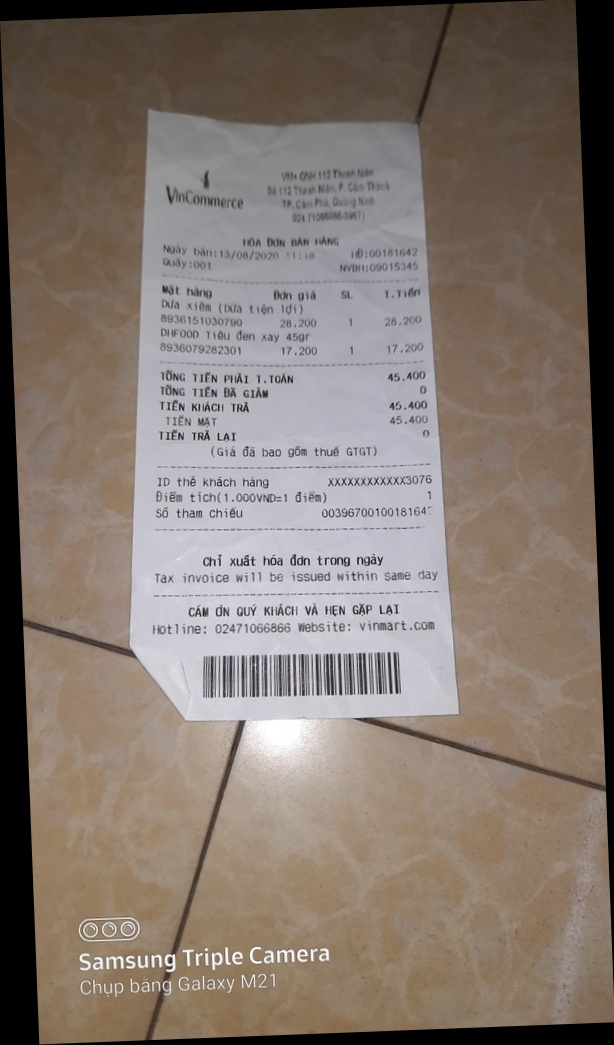 VinCommerce
VM+ QNH 112 Thanh Niên
Số 112 Thanh Niên, P. Cẩm Thành
TP. Cẩm Phả, Quảng Ninh
024.71066866-09671
HÓA ĐƠN BÁN HÀNG
Ngày bán:13/08/2020 11:18 HĐ:00181642
Quầy:001 NVBH:09015345
Mặt hàng Đơn giá SL T.Tiền
Dừa xiêm (Dừa tiện lợi)
8936151030790 28.200 1 28.200
DHFOOD Tiêu đen xay 45gr
8936079282301 17.200 1 17.200
TỔNG TIỀN PHẢI T.TOÁN 45.400
TỔNG TIỀN ĐÃ GIẢM 0
TIỀN KHÁCH TRẢ 45.400
TIỀN MẶT 45.400
TIỀN TRẢ LẠI 0
(Giá đã bao gồm thuế GTGT)
ID thẻ khách hàng XXXXXXXXXXXX3076
Điểm tích(1.000VND=1 điểm) 1
Số tham chiếu 0039670010018164
Chỉ xuất hóa đơn trong ngày
Tax invoice will be issued within same day
CẢM ƠN QUÝ KHÁCH VÀ HẸN GẶP LẠI
Hotline: 02471066866 Website: vinmart.com
Samsung Triple Camera
Chụp bằng Galaxy M21